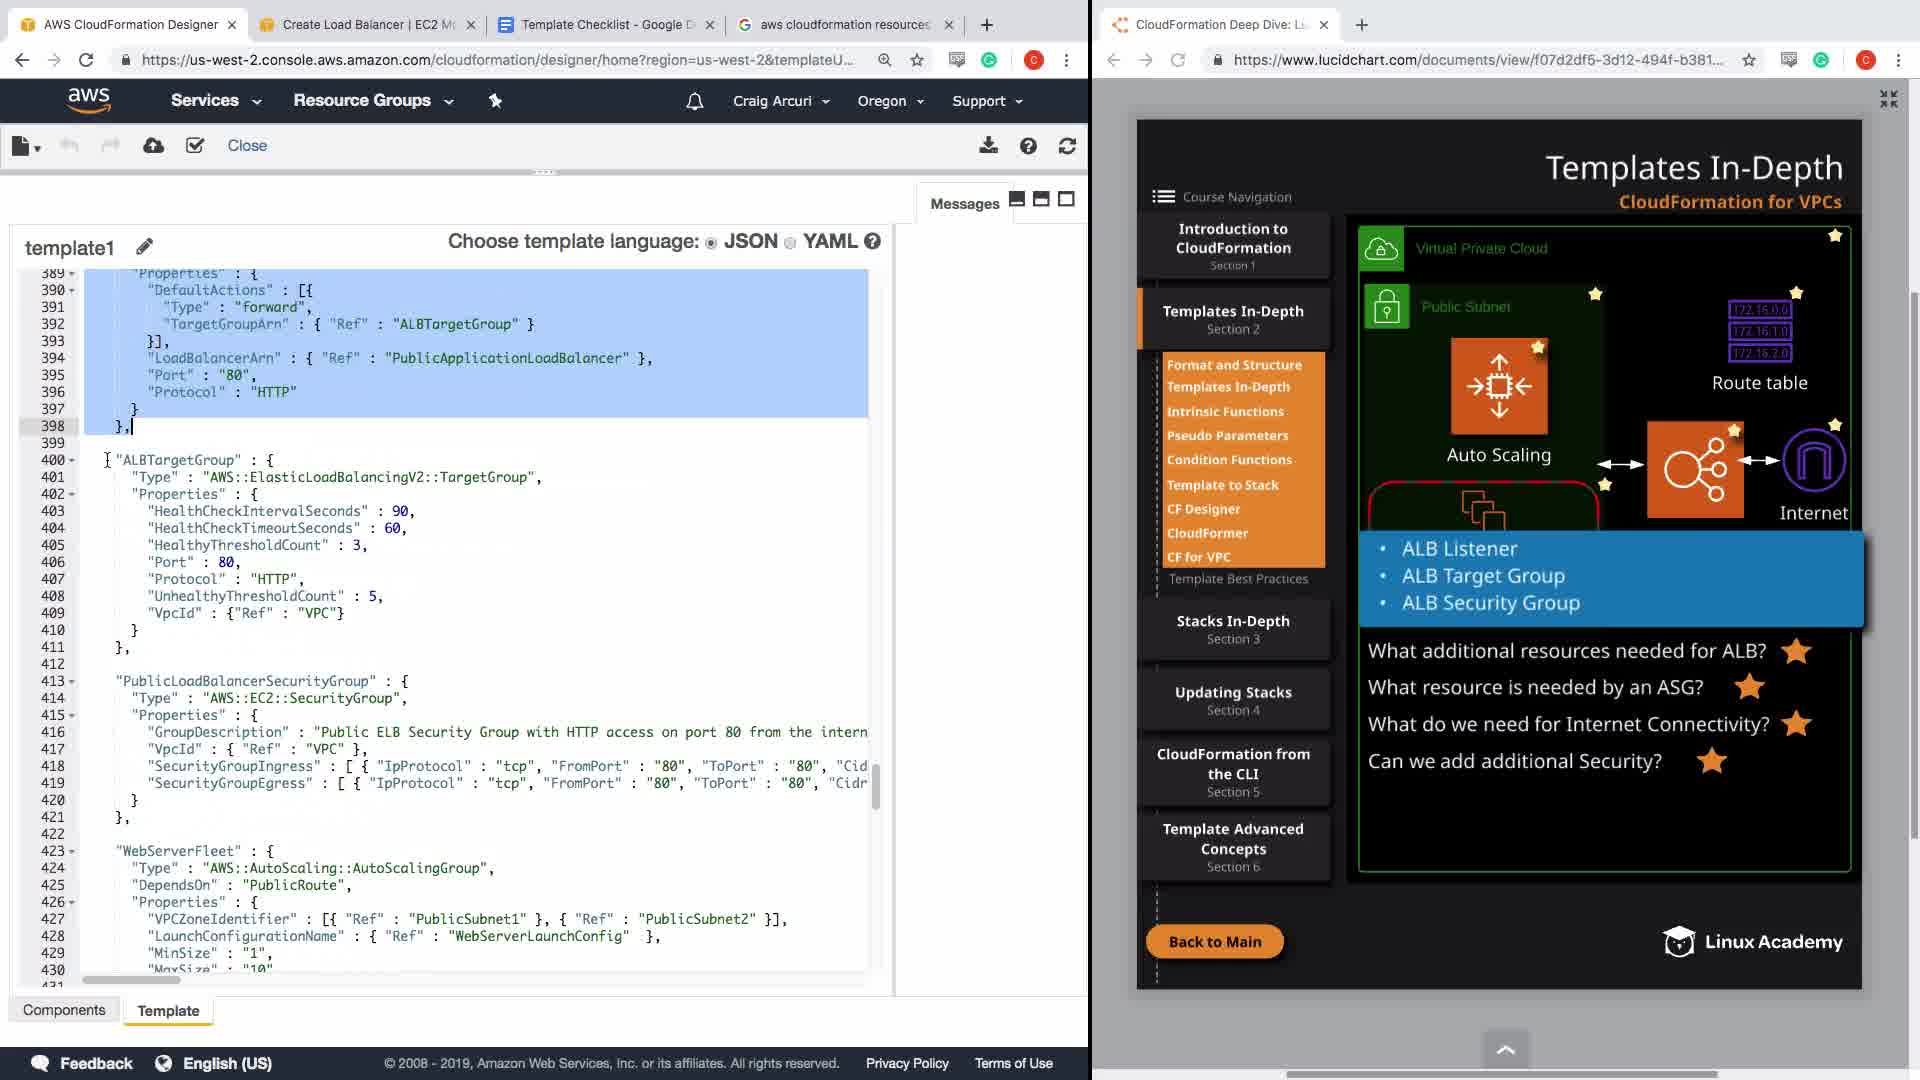 AWS CloudFormation Designer
Create Load Balancer | EC2 M
Template Checklist - Google D
aws cloudformation resources
CloudFormation Deep Dive: Li
https://us-west-2.console.aws.amazon.com/cloudformation/designer/home?region=us-west-2&templateU...
https://www.lucidchart.com/documents/view/f07d2df5-3d12-494f-b381...
aws
Services
Resource Groups
Craig Arcuri
Oregon
Support
Close
Messages
template1
Choose template language: JSON YAML
389 "Properties" : {
390 "DefaultActions" : [{
391 "Type" : "forward",
392 "TargetGroupArn" : { "Ref" : "ALBTargetGroup" }
393 }],
394 "LoadBalancerArn" : { "Ref" : "PublicApplicationLoadBalancer" },
395 "Port" : "80",
396 "Protocol" : "HTTP"
397 }
398 },
399
400 "ALBTargetGroup" : {
401 "Type" : "AWS::ElasticLoadBalancingV2::TargetGroup",
402 "Properties" : {
403 "HealthCheckIntervalSeconds" : 90,
404 "HealthCheckTimeoutSeconds" : 60,
405 "HealthyThresholdCount" : 3,
406 "Port" : 80,
407 "Protocol" : "HTTP",
408 "UnhealthyThresholdCount" : 5,
409 "VpcId" : {"Ref" : "VPC"}
410 }
411 },
412
413 "PublicLoadBalancerSecurityGroup" : {
414 "Type" : "AWS::EC2::SecurityGroup",
415 "Properties" : {
416 "GroupDescription" : "Public ELB Security Group with HTTP access on port 80 from the intern
417 "VpcId" : { "Ref" : "VPC" },
418 "SecurityGroupIngress" : [ { "IpProtocol" : "tcp", "FromPort" : "80", "ToPort" : "80", "Cid
419 "SecurityGroupEgress" : [ { "IpProtocol" : "tcp", "FromPort" : "80", "ToPort" : "80", "Cidr
420 }
421 },
422
423 "WebServerFleet" : {
424 "Type" : "AWS::AutoScaling::AutoScalingGroup",
425 "DependsOn" : "PublicRoute",
426 "Properties" : {
427 "VPCZoneIdentifier" : [{ "Ref" : "PublicSubnet1" }, { "Ref" : "PublicSubnet2" }],
428 "LaunchConfigurationName" : { "Ref" : "WebServerLaunchConfig" },
429 "MinSize" : "1",
430 "MaxSize" : "10"
431
Components
Template
Feedback
English (US)
© 2008 - 2019, Amazon Web Services, Inc. or its affiliates. All rights reserved.
Privacy Policy
Terms of Use
Templates In-Depth
CloudFormation for VPCs
Course Navigation
Introduction to
CloudFormation
Section 1
Templates In-Depth
Section 2
Format and Structure
Templates In-Depth
Intrinsic Functions
Pseudo Parameters
Condition Functions
Template to Stack
CF Designer
CloudFormer
CF for VPC
Template Best Practices
Stacks In-Depth
Section 3
Updating Stacks
Section 4
CloudFormation from
the CLI
Section 5
Template Advanced
Concepts
Section 6
Back to Main
Virtual Private Cloud
Public Subnet
Auto Scaling
172.16.0.0
172.16.1.0
172.16.2.0
Route table
Internet
• ALB Listener
• ALB Target Group
• ALB Security Group
What additional resources needed for ALB?
What resource is needed by an ASG?
What do we need for Internet Connectivity?
Can we add additional Security?
Linux Academy